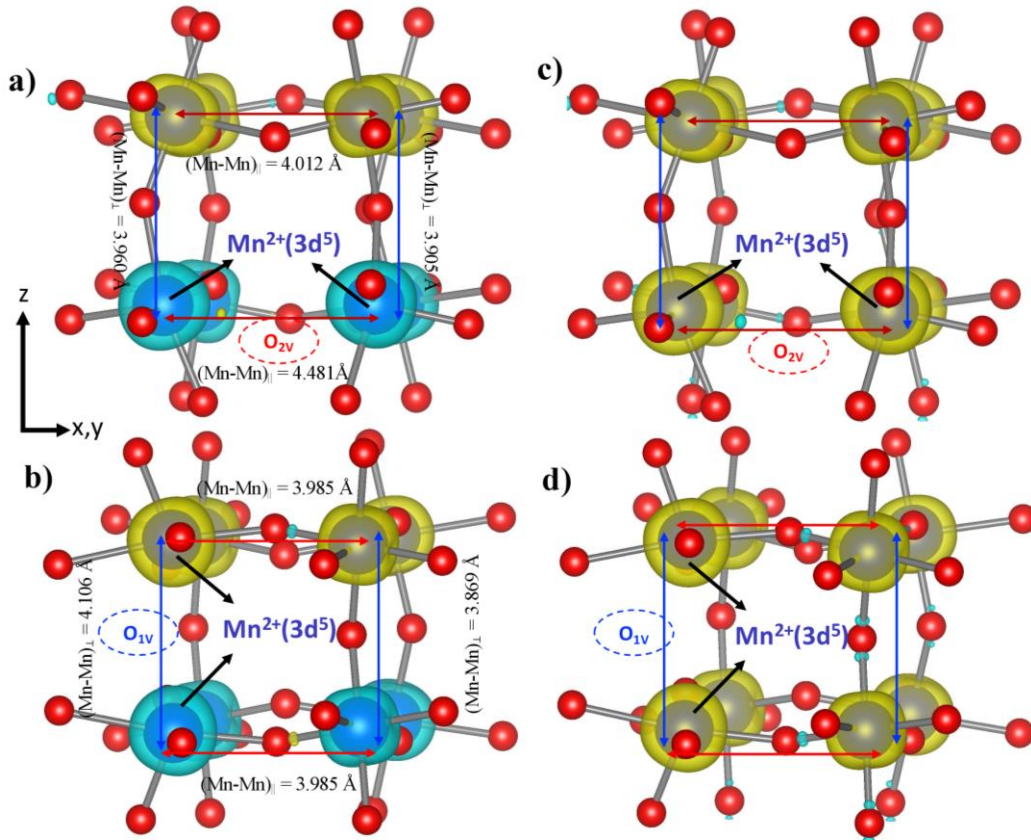 a)
(Mn-Mn)⊤ = 3.960 Å
(Mn-Mn)|| = 4.012 Å
(Mn-Mn)⊤ = 3.905 Å
Mn²⁺(3d⁵)
O₂ᵥ
(Mn-Mn)|| = 4.481Å
z
x,y
c)
Mn²⁺(3d⁵)
O₂ᵥ
b)
(Mn-Mn)|| = 3.985 Å
(Mn-Mn)⊥ = 4.106 Å
O₁ᵥ
Mn²⁺(3d⁵)
(Mn-Mn)⊥ = 3.869 Å
(Mn-Mn)|| = 3.985 Å
d)
O₁ᵥ
Mn²⁺(3d⁵)